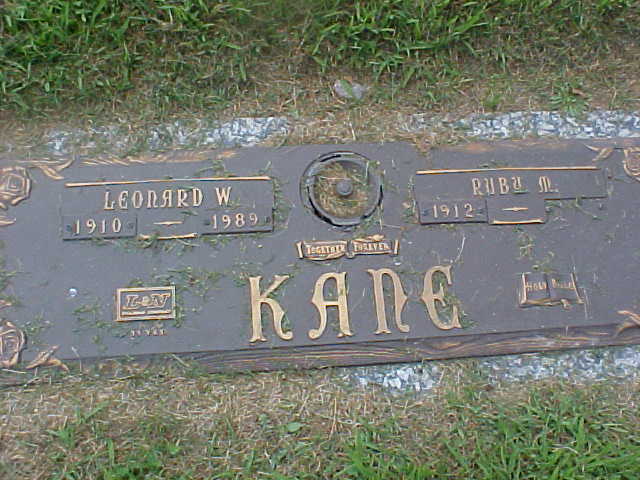 LEONARD W.
1910 — 1989
RUBY M.
1912 —
TOGETHER FOREVER
L&N
KANE
HOLY BIBLE